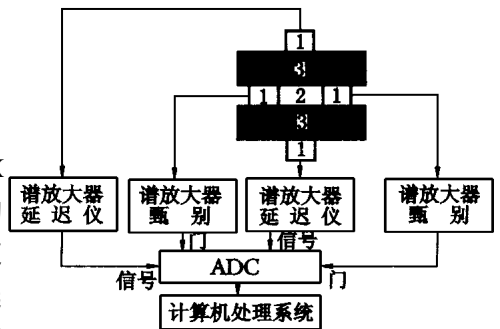 1
3
1 2 1
3
1
谱放大器 谱放大器 谱放大器 谱放大器
延迟仪 甄别 延迟仪 甄别
门 信号
信号 ADC 门
计算机处理系统